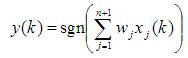 y(k) = sgn( ∑_{j=1}^{n+1} w_j x_j(k) )